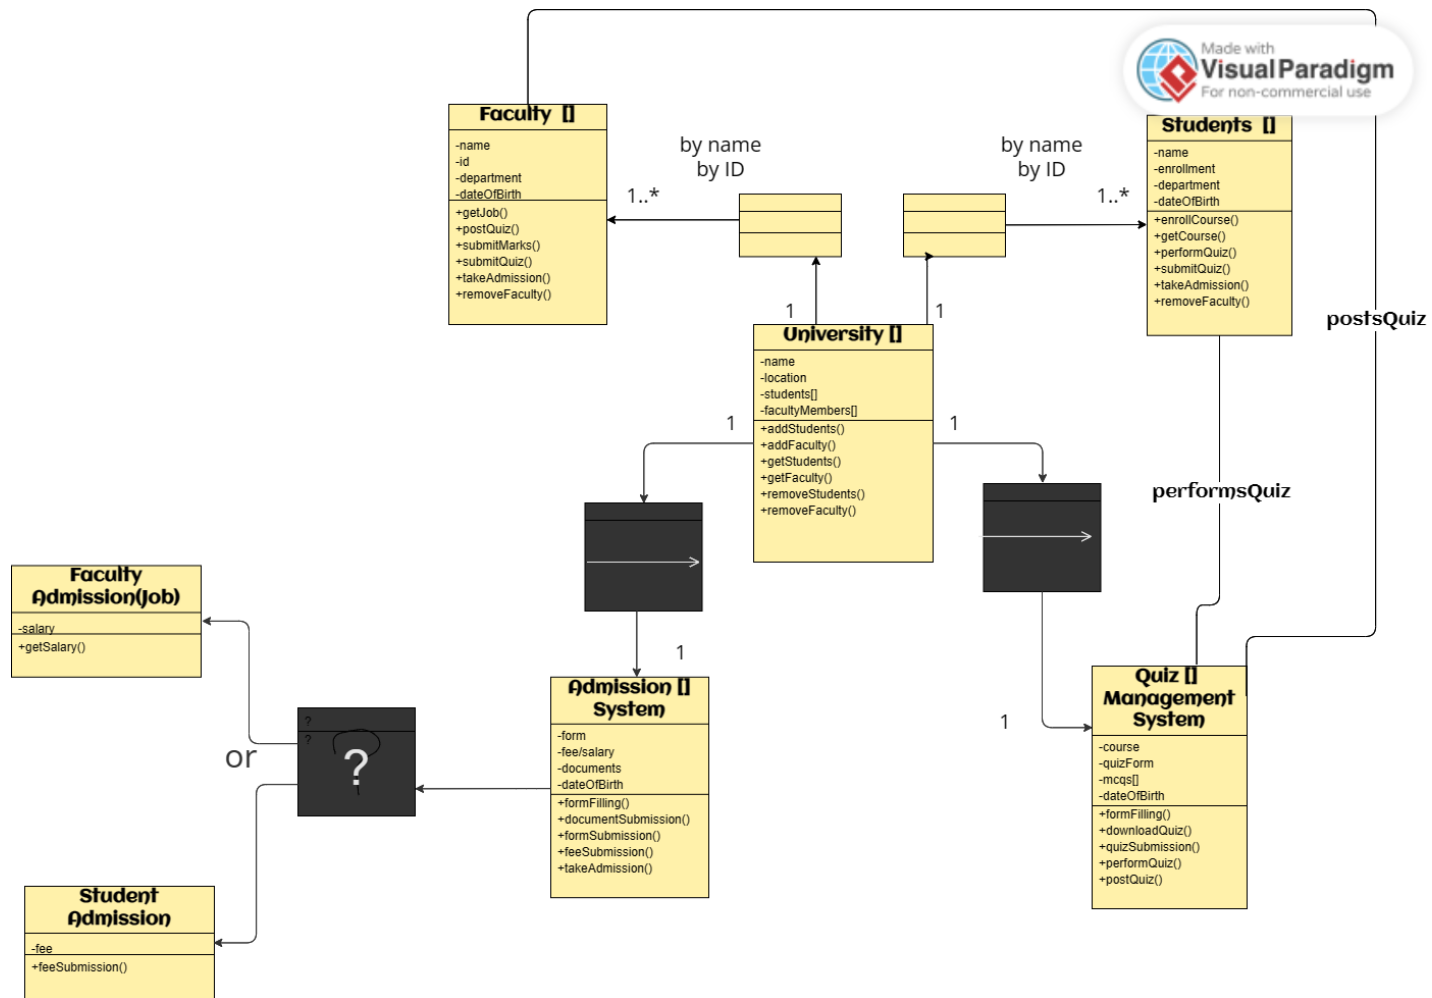 Made with
Visual Paradigm
For non-commercial use
Faculty []
-name
-id
-department
-dateOfBirth
+getJob()
+postQuiz()
+submitMarks()
+submitQuiz()
+takeAdmission()
+removeFaculty()
by name
by ID
1..*
by name
by ID
1..*
Students []
-name
-enrollment
-department
-dateOfBirth
+enrollCourse()
+getCourse()
+performQuiz()
+submitQuiz()
+takeAdmission()
+removeFaculty()
1
1
postsQuiz
University []
-name
-location
-students[]
-facultyMembers[]
+addStudents()
+addFaculty()
+getStudents()
+getFaculty()
+removeStudents()
+removeFaculty()
1
1
performsQuiz
Faculty
Admission(Job)
-salary
+getSalary()
1
Admission []
System
-form
-fee/salary
-documents
-dateOfBirth
+formFilling()
+documentSubmission()
+formSubmission()
+feeSubmission()
+takeAdmission()
1
Quiz []
Management
System
-course
-quizForm
-mcqs[]
-dateOfBirth
+formFilling()
+downloadQuiz()
+quizSubmission()
+performQuiz()
+postQuiz()
?
?
?
or
Student
Admission
-fee
+feeSubmission()